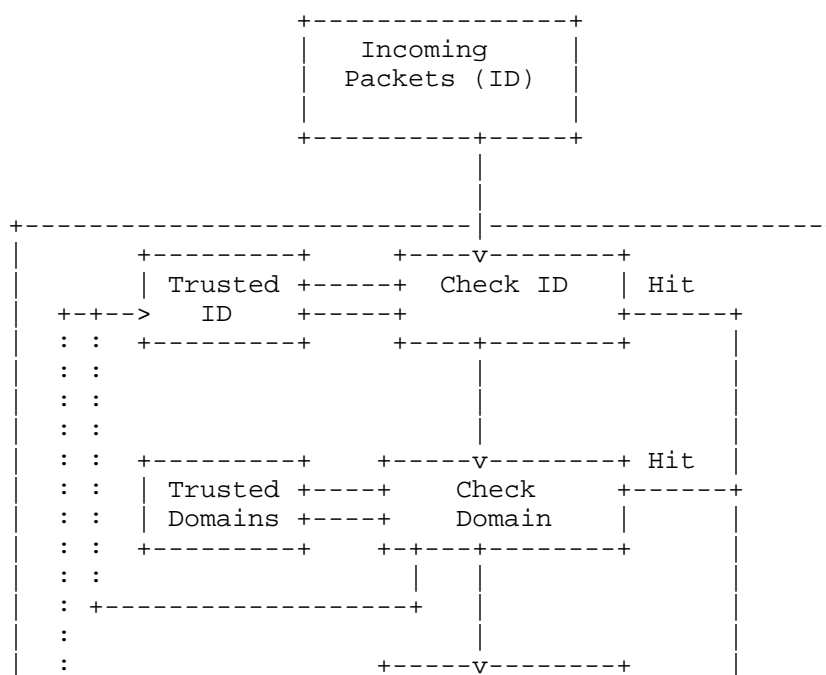 Incoming
Packets (ID)
Trusted Check ID Hit
ID
Hit
Trusted Check
Domains Domain